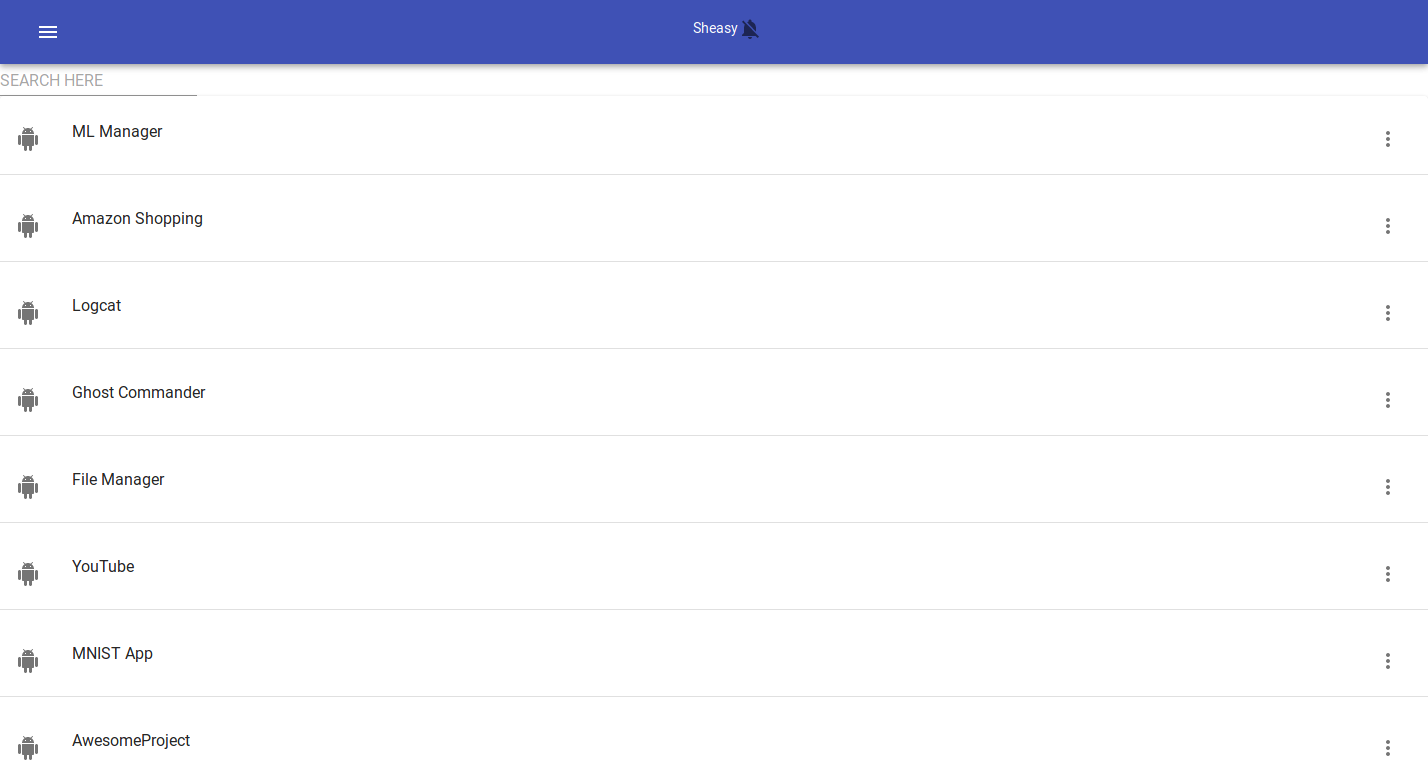 Sheasy
SEARCH HERE
ML Manager
Amazon Shopping
Logcat
Ghost Commander
File Manager
YouTube
MNIST App
AwesomeProject